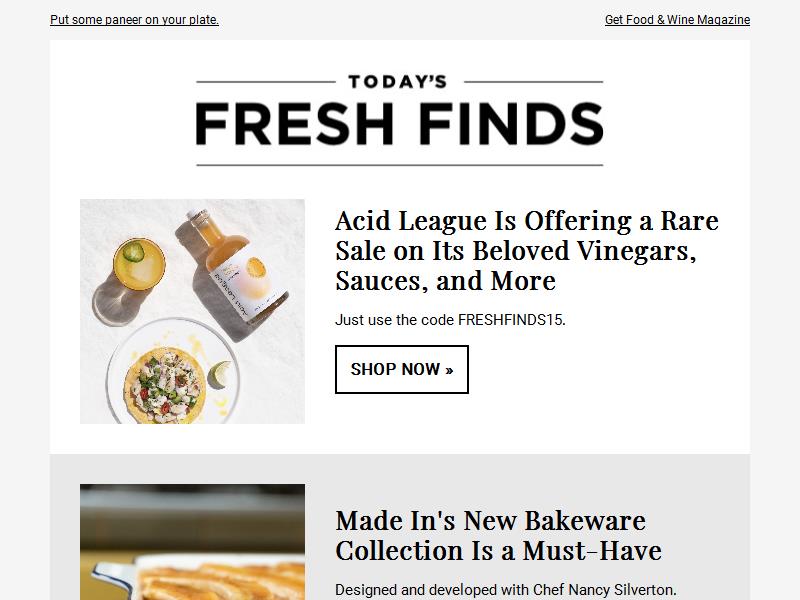 Put some paneer on your plate.
Get Food & Wine Magazine
TODAY'S
FRESH FINDS
Acid League Is Offering a Rare
Sale on Its Beloved Vinegars,
Sauces, and More
Just use the code FRESHFINDS15.
SHOP NOW »
Made In's New Bakeware
Collection Is a Must-Have
Designed and developed with Chef Nancy Silverton.